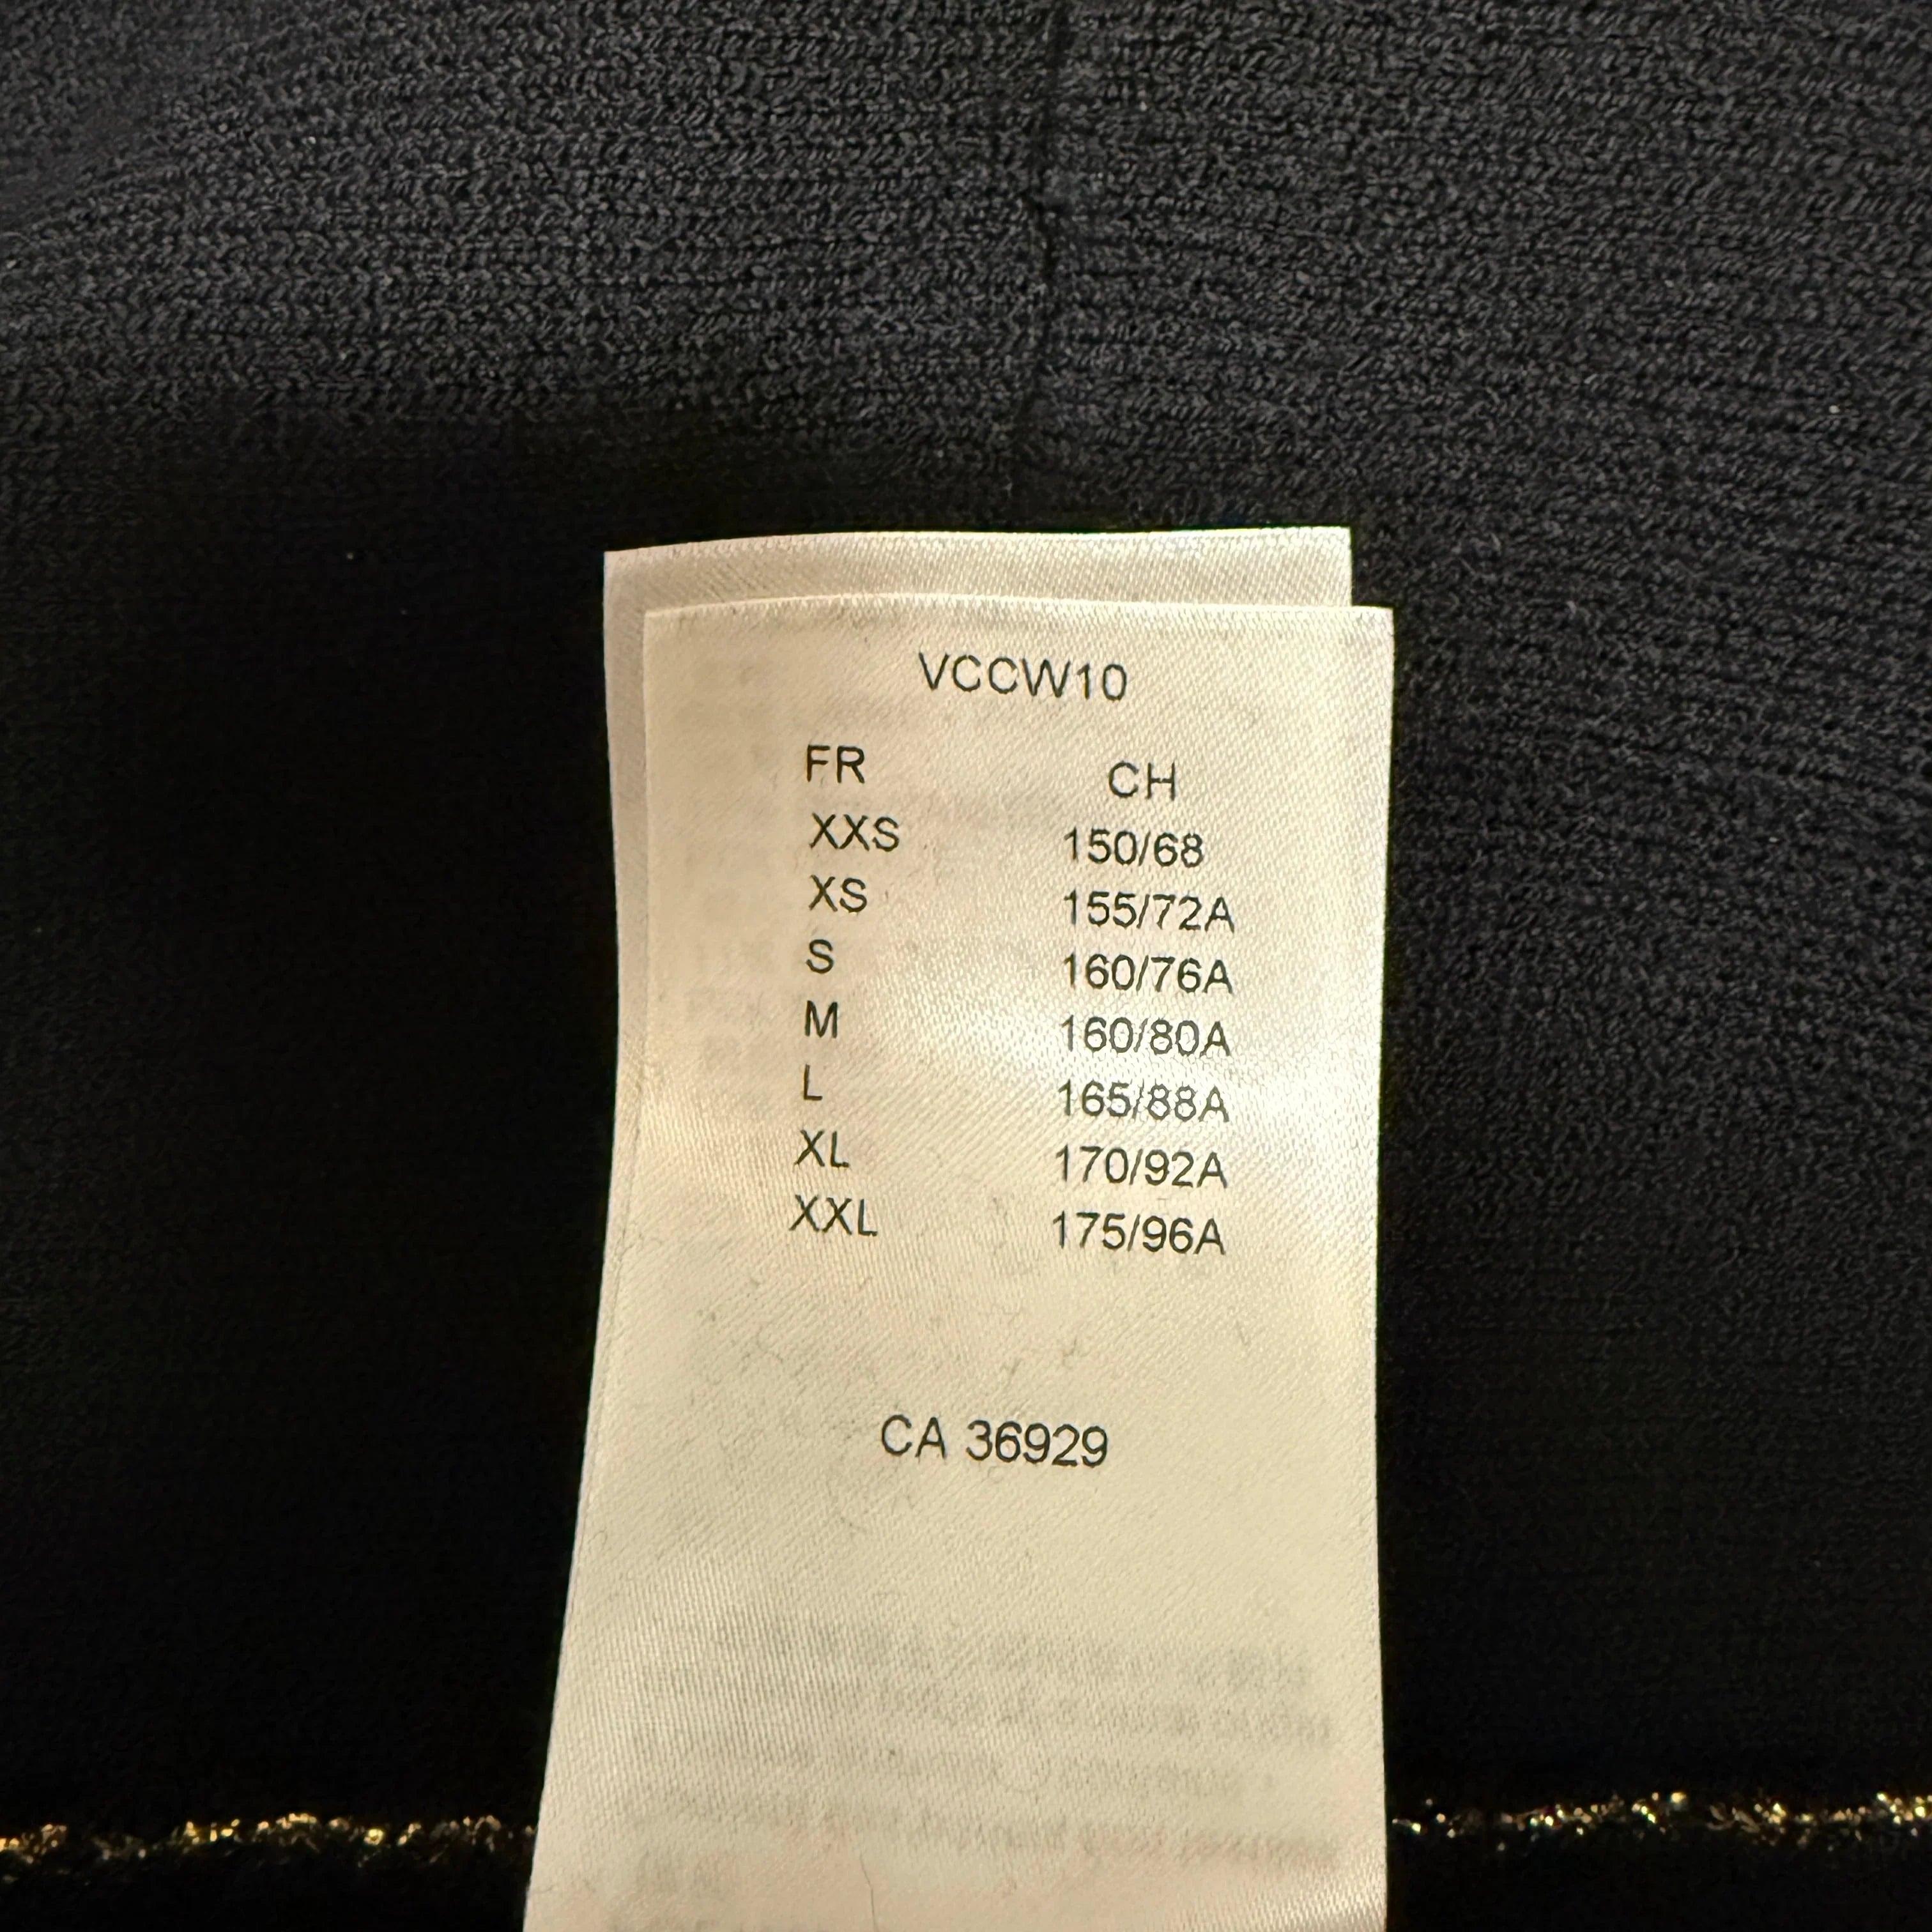 VCCW10
FR CH
XXS 150/68
XS 155/72A
S 160/76A
M 160/80A
L 165/88A
XL 170/92A
XXL 175/96A
CA 36929